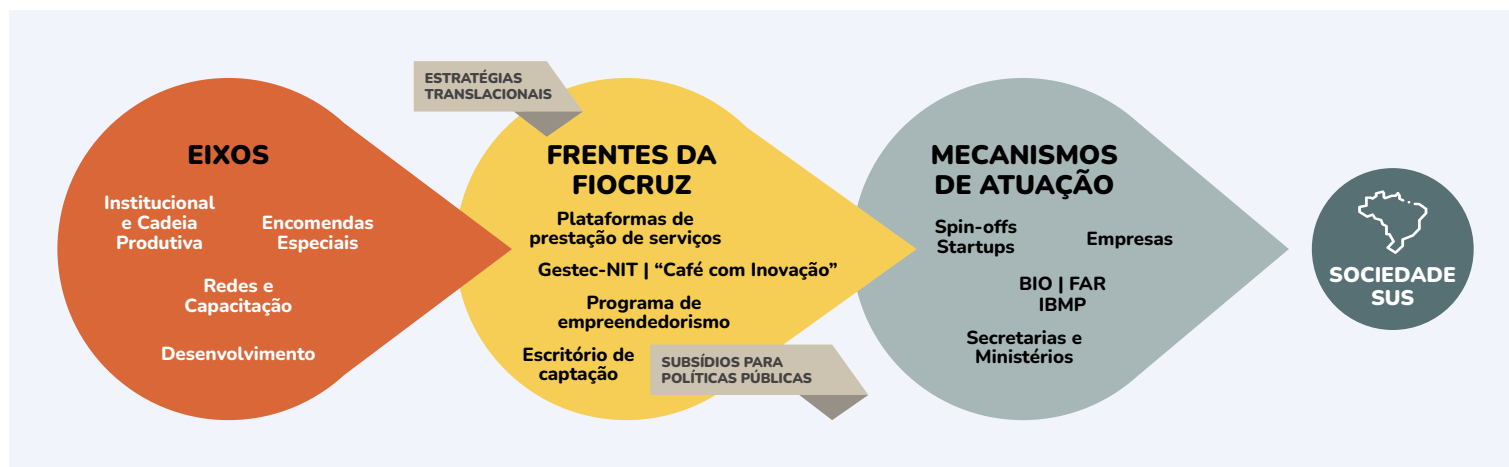 EIXOS
Institucional
e Cadeia
Produtiva
Encomendas
Especiais
Redes e
Capacitação
Desenvolvimento
ESTRATÉGIAS
TRANSLACIONAIS
FRENTES DA
FIOCRUZ
Plataformas de
prestação de serviços
Gestec-NIT | “Café com Inovação”
Programa de
empreendedorismo
Escritório de
captação
SUBSÍDIOS PARA
POLÍTICAS PÚBLICAS
MECANISMOS
DE ATUAÇÃO
Spin-offs
Startups
Empresas
BIO | FAR
IBMP
Secretarias e
Ministérios
SOCIEDADE
SUS